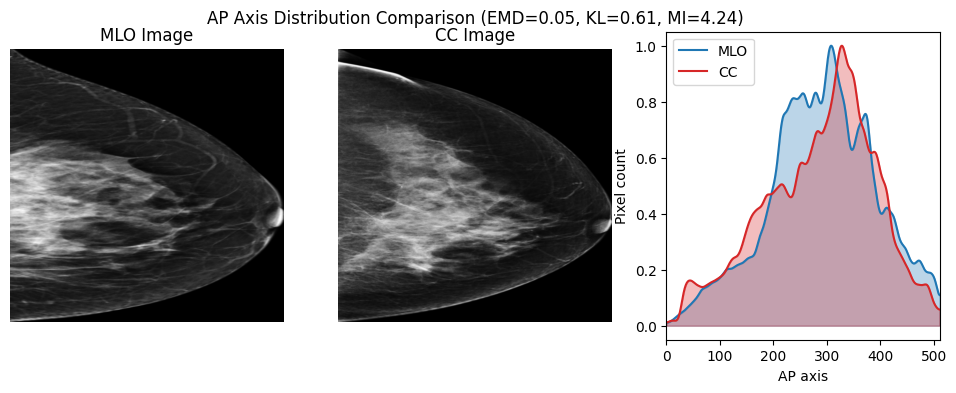 AP Axis Distribution Comparison (EMD=0.05, KL=0.61, MI=4.24)
MLO Image
CC Image
MLO
CC
Pixel count
1.0
0.8
0.6
0.4
0.2
0.0
0 100 200 300 400 500
AP axis